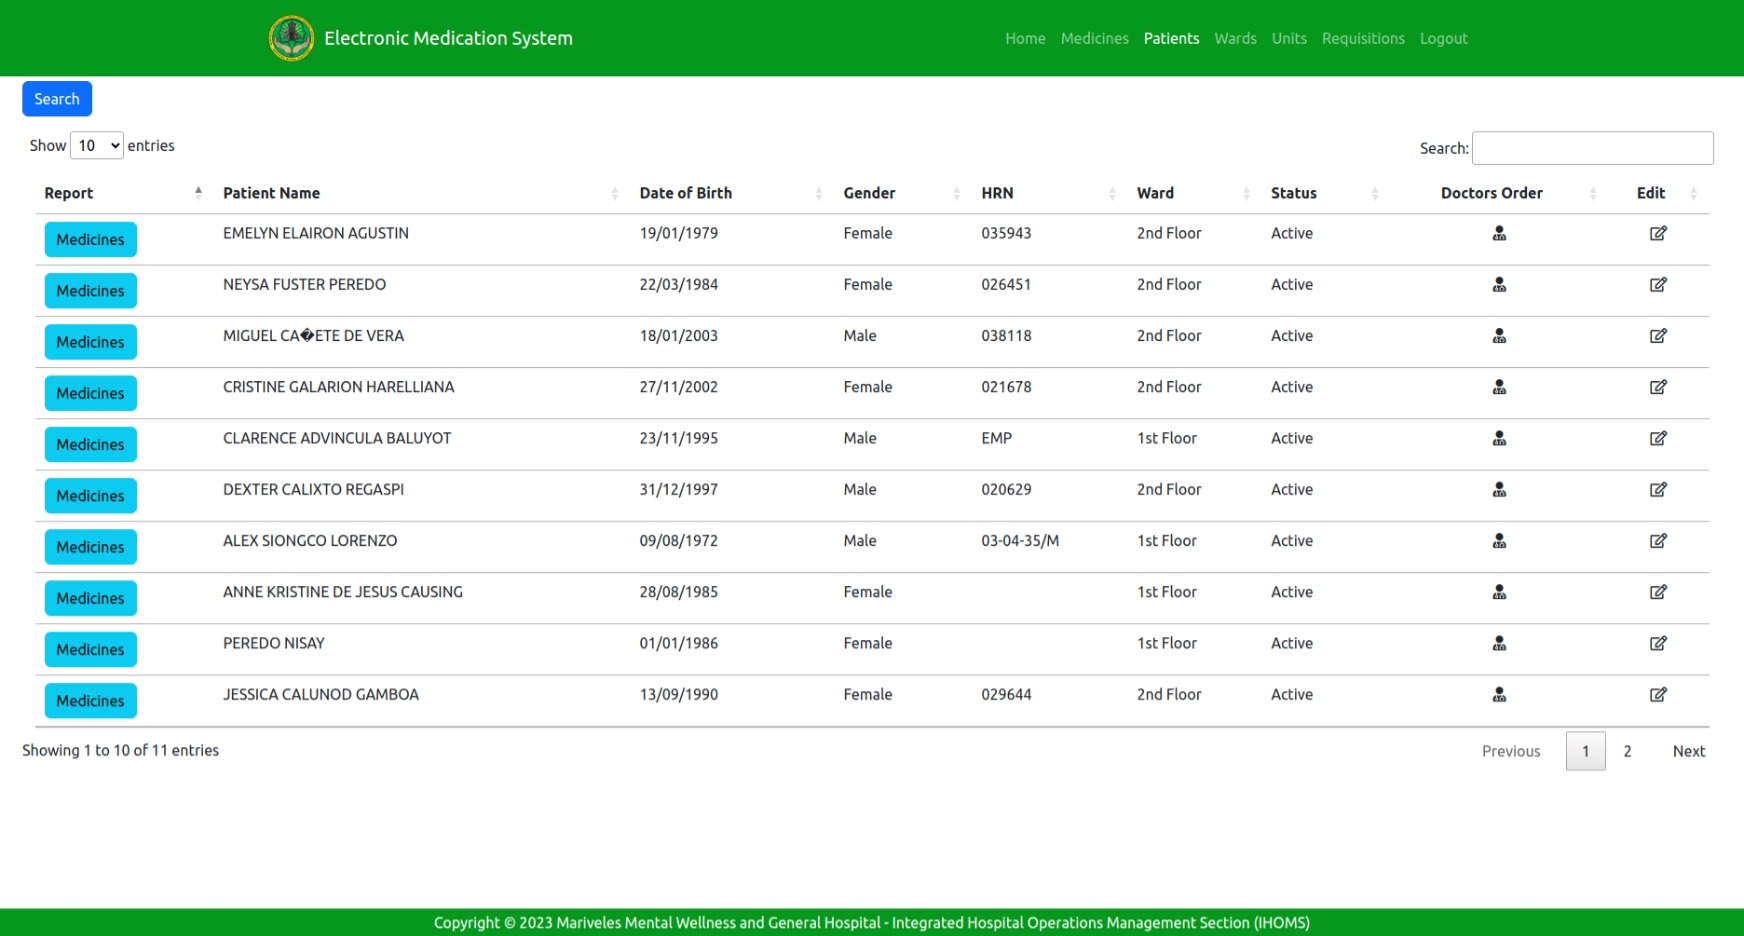 Electronic Medication System
Home Medicines Patients Wards Units Requisitions Logout
Search
Show 10 entries
Search:
Report Patient Name Date of Birth Gender HRN Ward Status Doctors Order Edit
Medicines EMELYN ELAIRON AGUSTIN 19/01/1979 Female 035943 2nd Floor Active
Medicines NEYSA FUSTER PEREDO 22/03/1984 Female 026451 2nd Floor Active
Medicines MIGUEL CA�ETE DE VERA 18/01/2003 Male 038118 2nd Floor Active
Medicines CRISTINE GALARION HARELLIANA 27/11/2002 Female 021678 2nd Floor Active
Medicines CLARENCE ADVINCULA BALUYOT 23/11/1995 Male EMP 1st Floor Active
Medicines DEXTER CALIXTO REGASPI 31/12/1997 Male 020629 2nd Floor Active
Medicines ALEX SIONGCO LORENZO 09/08/1972 Male 03-04-35/M 1st Floor Active
Medicines ANNE KRISTINE DE JESUS CAUSING 28/08/1985 Female 1st Floor Active
Medicines PEREDO NISAY 01/01/1986 Female 1st Floor Active
Medicines JESSICA CALUNOD GAMBOA 13/09/1990 Female 029644 2nd Floor Active
Showing 1 to 10 of 11 entries
Previous 1 2 Next
Copyright © 2023 Mariveles Mental Wellness and General Hospital - Integrated Hospital Operations Management Section (IHOMS)